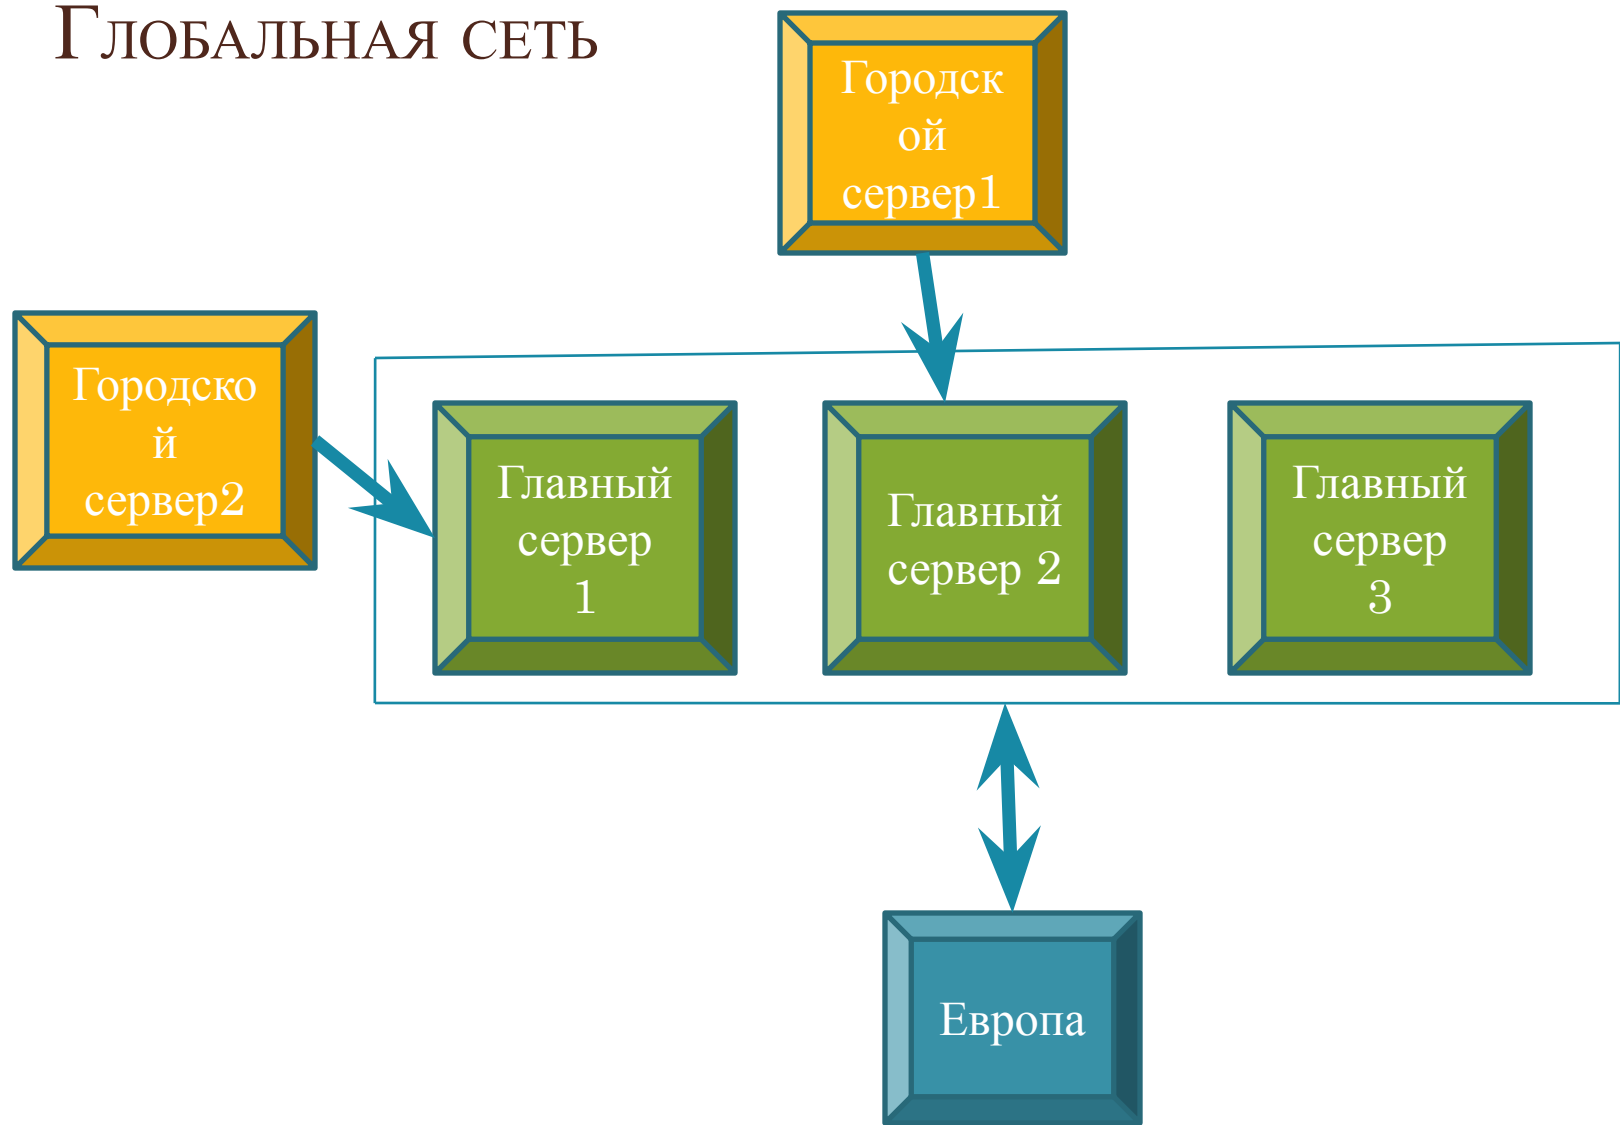 Глобальная сеть
Городск
ой
сервер1
Городско
й
сервер2
Главный
сервер
1
Главный
сервер 2
Главный
сервер
3
Европа